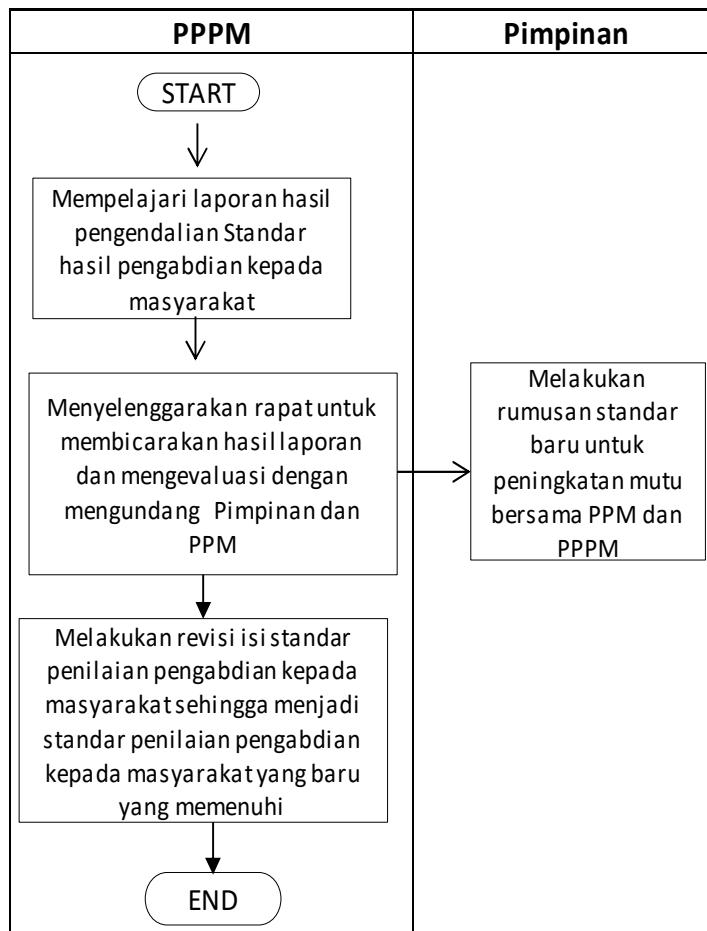 PPPM
Pimpinan
START
Mempelajari laporan hasil
pengendalian Standar
hasil pengabdian kepada
masyarakat
Menyelenggarakan rapat untuk
membicarakan hasil laporan
dan mengevaluasi dengan
mengundang Pimpinan dan
PPM
Melakukan
rumusan standar
baru untuk
peningkatan mutu
bersama PPM dan
PPPM
Melakukan revisi isi standar
penilaian pengabdian kepada
masyarakat sehingga menjadi
standar penilaian pengabdian
kepada masyarakat yang baru
yang memenuhi
END